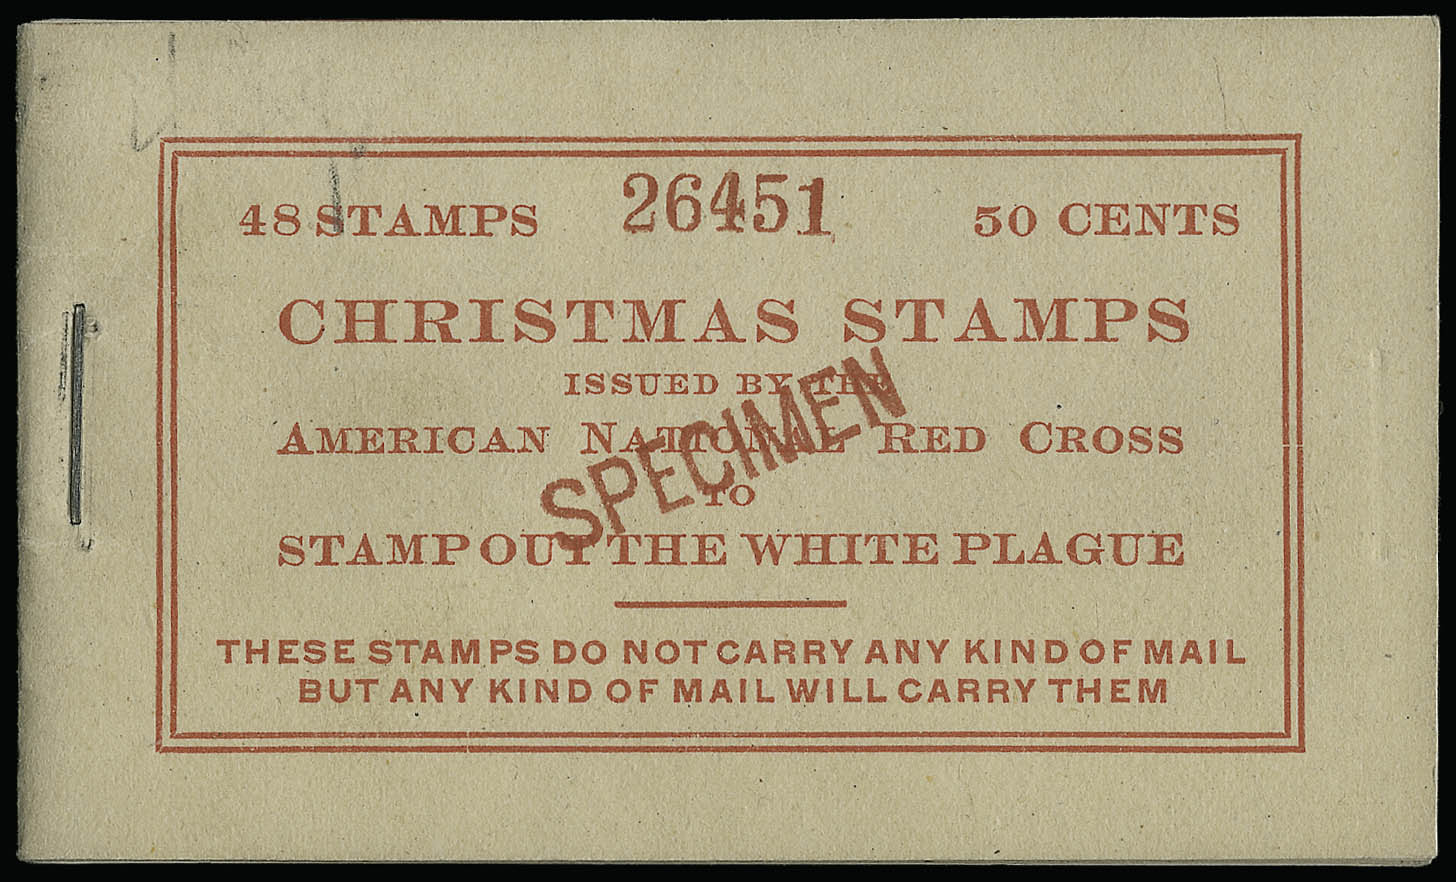 48 STAMPS 26451 50 CENTS
CHRISTMAS STAMPS
ISSUED BY THE
AMERICAN NATIONAL RED CROSS
TO
STAMP OUT THE WHITE PLAGUE
THESE STAMPS DO NOT CARRY ANY KIND OF MAIL
BUT ANY KIND OF MAIL WILL CARRY THEM
SPECIMEN